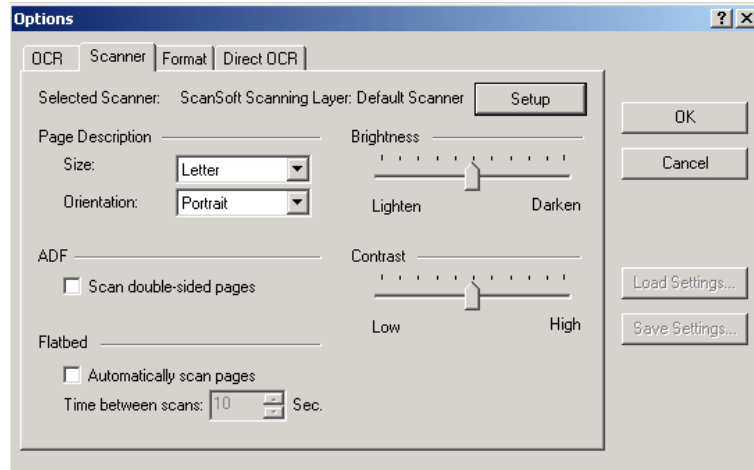 Options
OCR Scanner Format Direct OCR
Selected Scanner: ScanSoft Scanning Layer: Default Scanner Setup
Page Description
Size: Letter
Orientation: Portrait
Brightness
Lighten Darken
ADF
Scan double-sided pages
Contrast
Low High
Flatbed
Automatically scan pages
Time between scans: 10 Sec.
OK
Cancel
Load Settings...
Save Settings...